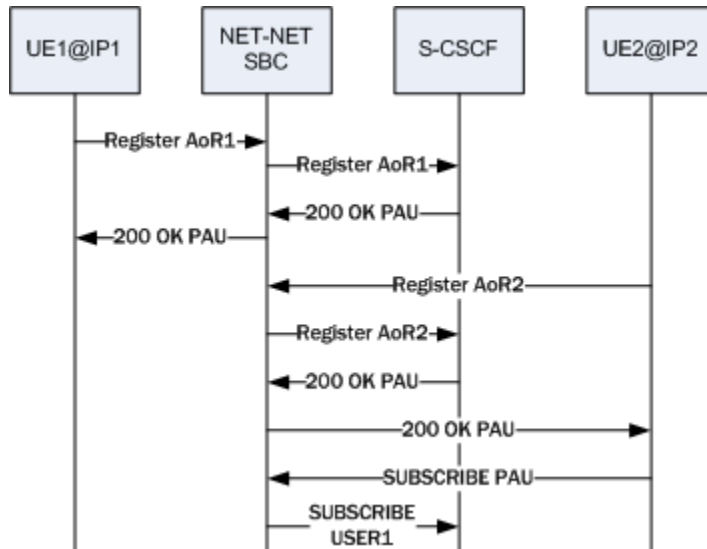 UE1@IP1
NET-NET
SBC
S-CSCF
UE2@IP2
Register AoR1
Register AoR1
200 OK PAU
200 OK PAU
Register AoR2
Register AoR2
200 OK PAU
200 OK PAU
SUBSCRIBE PAU
SUBSCRIBE
USER1